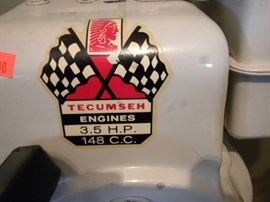 TECUMSEH
ENGINES
3.5 H.P.
148 C.C.